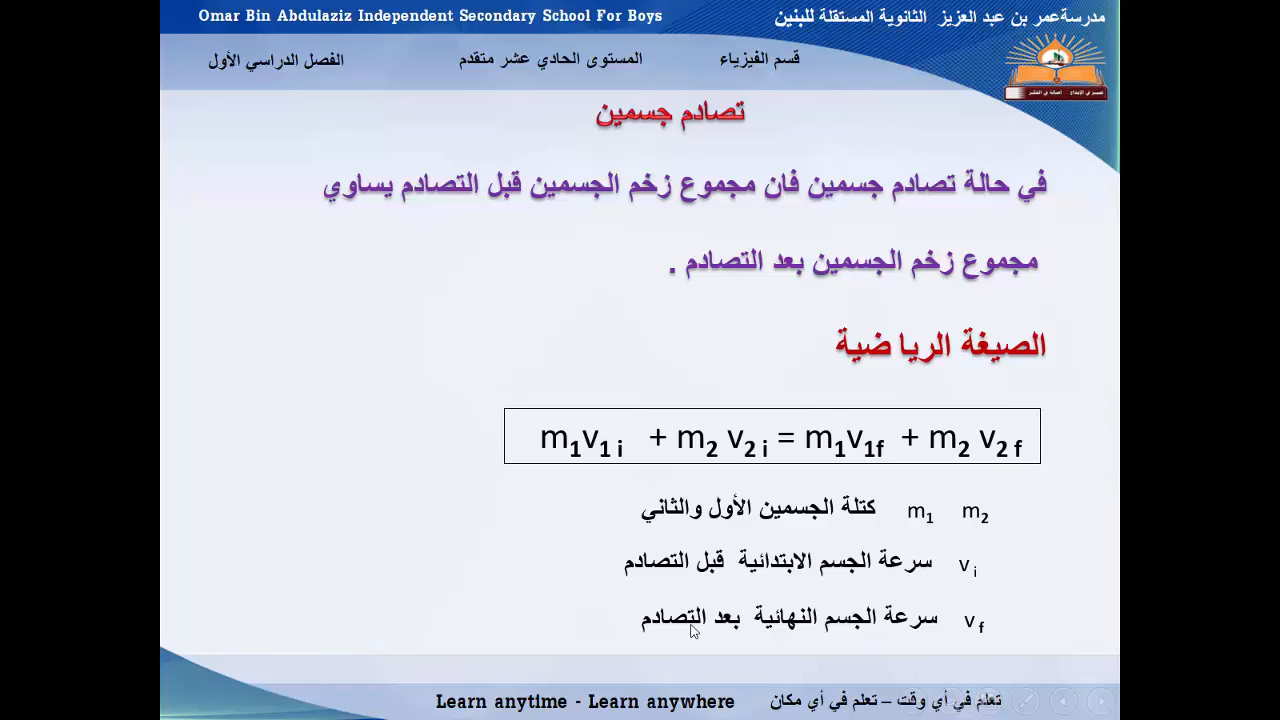 Omar Bin Abdulaziz Independent Secondary School For Boys
مدرسةعمر بن عبد العزيز الثانوية المستقلة للبنين
قسم الفيزياء
المستوى الحادي عشر متقدم
الفصل الدراسي الأول
تصادم جسمين
في حالة تصادم جسمين فان مجموع زخم الجسمين قبل التصادم يساوي
مجموع زخم الجسمين بعد التصادم .
الصيغة الريا ضية
m₁v₁ i + m₂ v₂ i = m₁v₁f + m₂ v₂ f
m₁ m₂ كتلة الجسمين الأول والثاني
v i سرعة الجسم الابتدائية قبل التصادم
v f سرعة الجسم النهائية بعد التصادم
Learn anytime - Learn anywhere
تعلم في أي وقت – تعلم في أي مكان